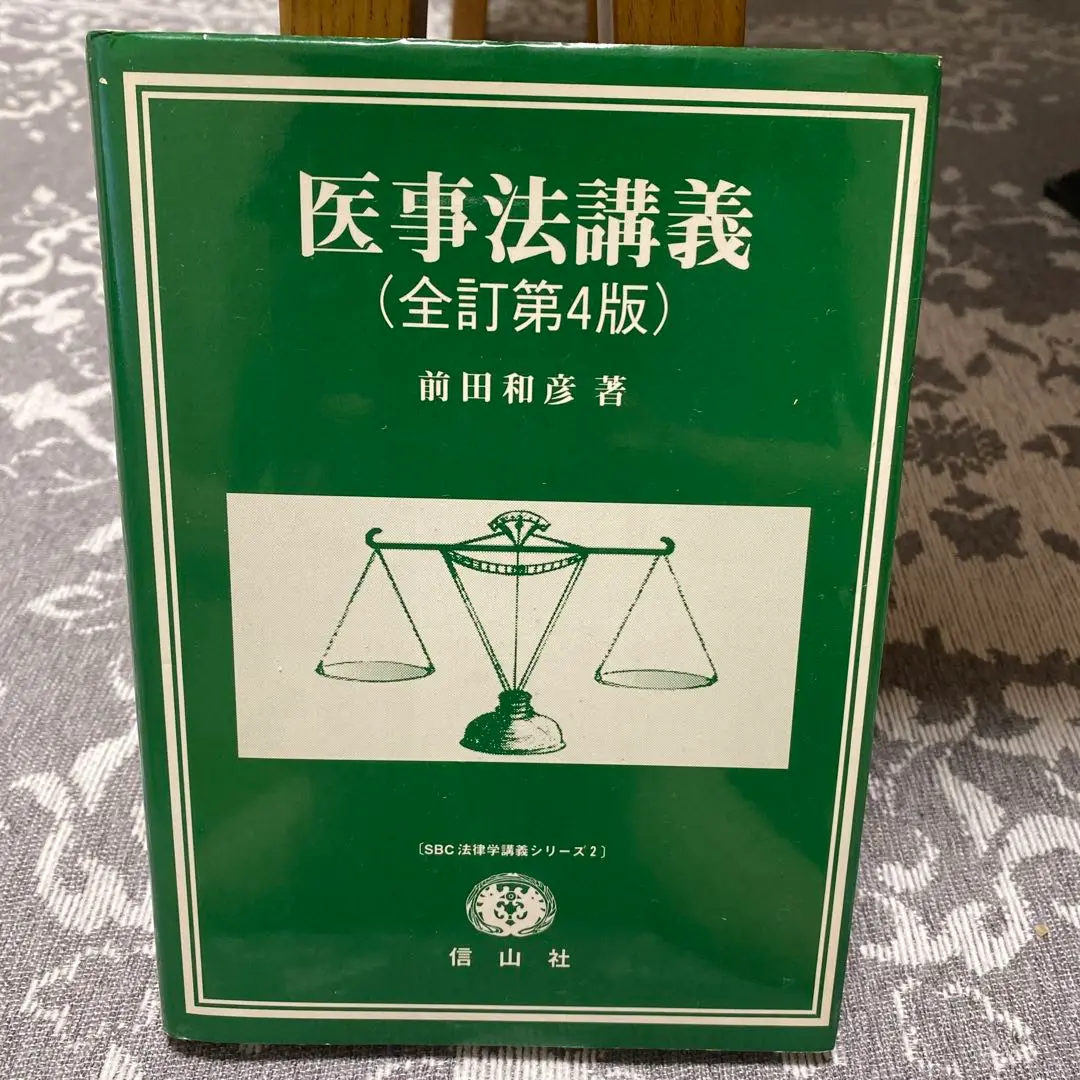 医事法講義
（全訂第4版）
前田和彦 著
〔SBC法律学講義シリーズ2〕
信山社